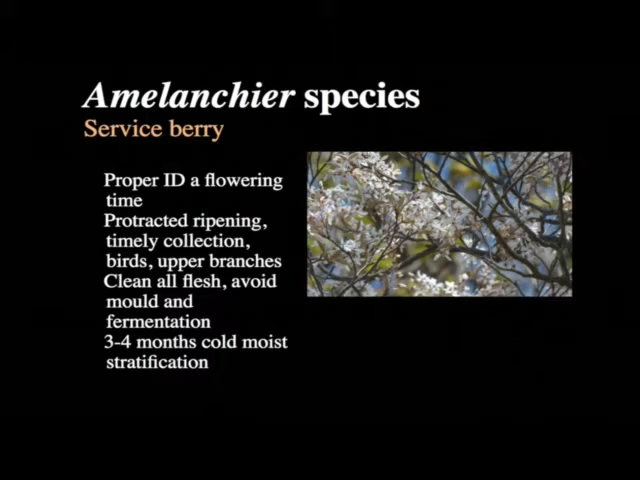 Amelanchier species
Service berry
Proper ID a flowering
time
Protracted ripening,
timely collection,
birds, upper branches
Clean all flesh, avoid
mould and
fermentation
3-4 months cold moist
stratification